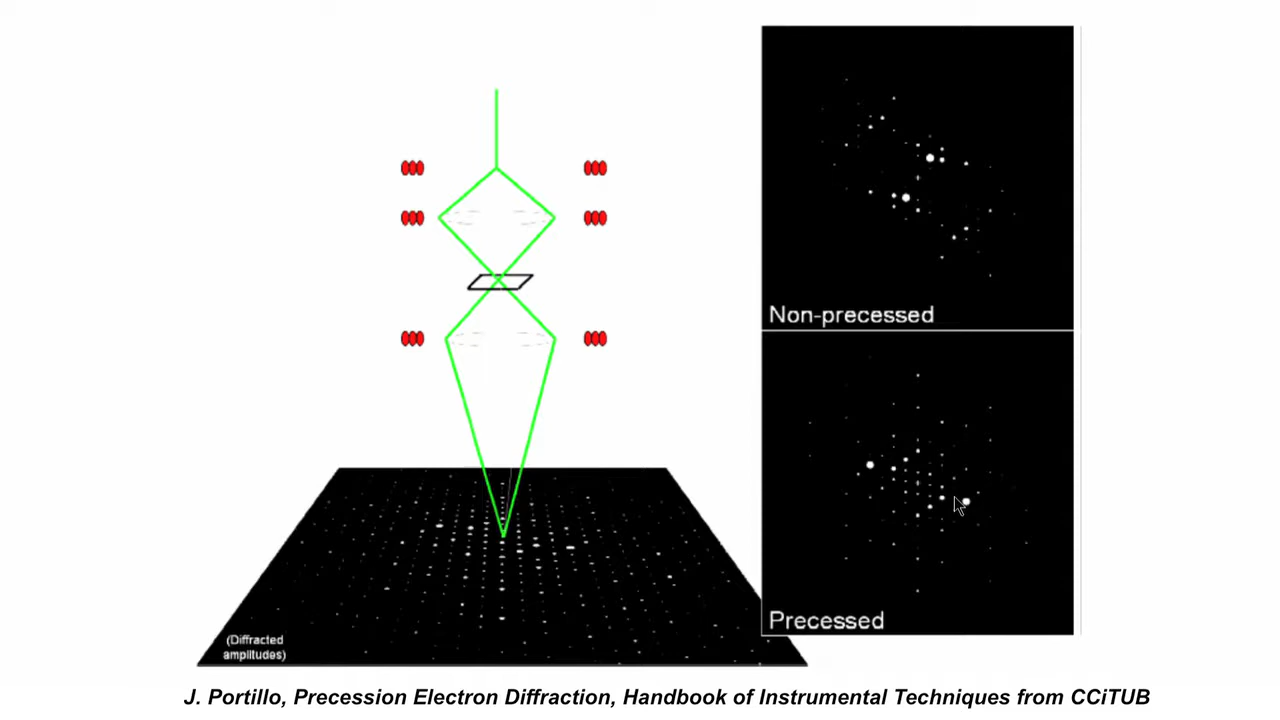 Non-precessed
Precessed
(Diffracted
amplitudes)
J. Portillo, Precession Electron Diffraction, Handbook of Instrumental Techniques from CCiTUB